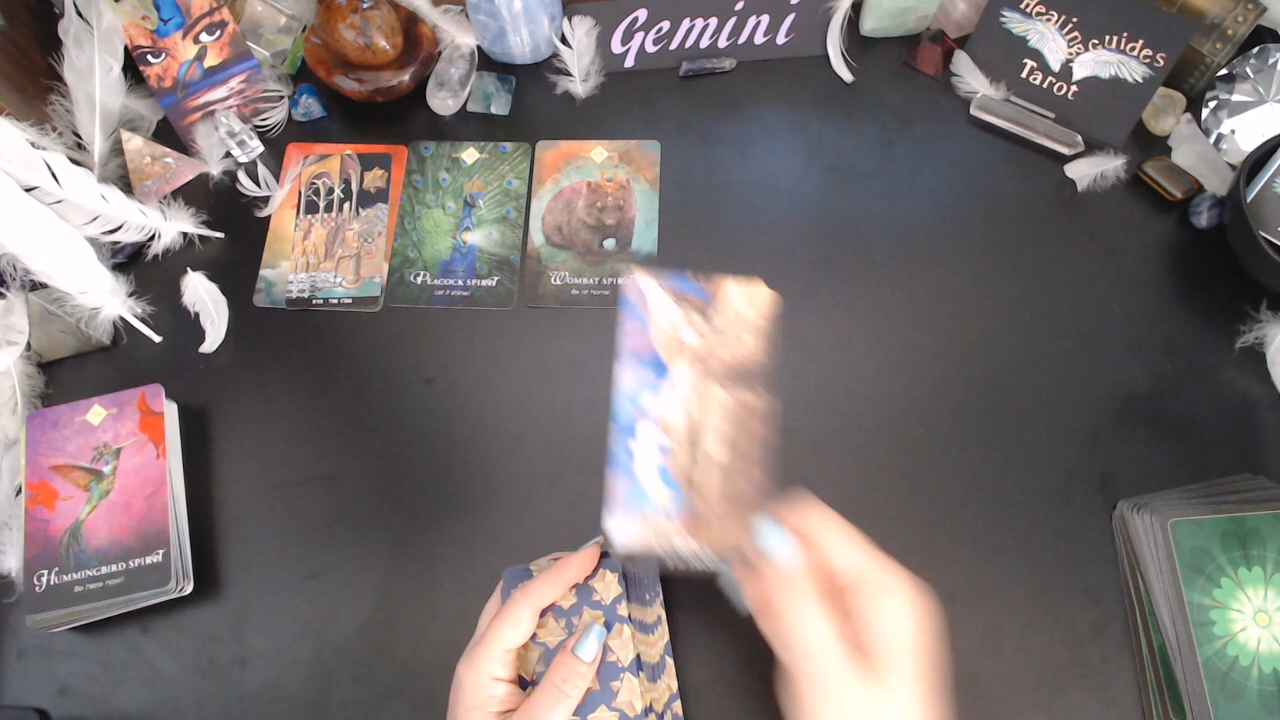 Gemini
Healing guides
Tarot
PEACOCK SPIRIT
Let it shine!
WOMBAT SPIRIT
Be at home
HUMMINGBIRD SPIRIT
Be here now!